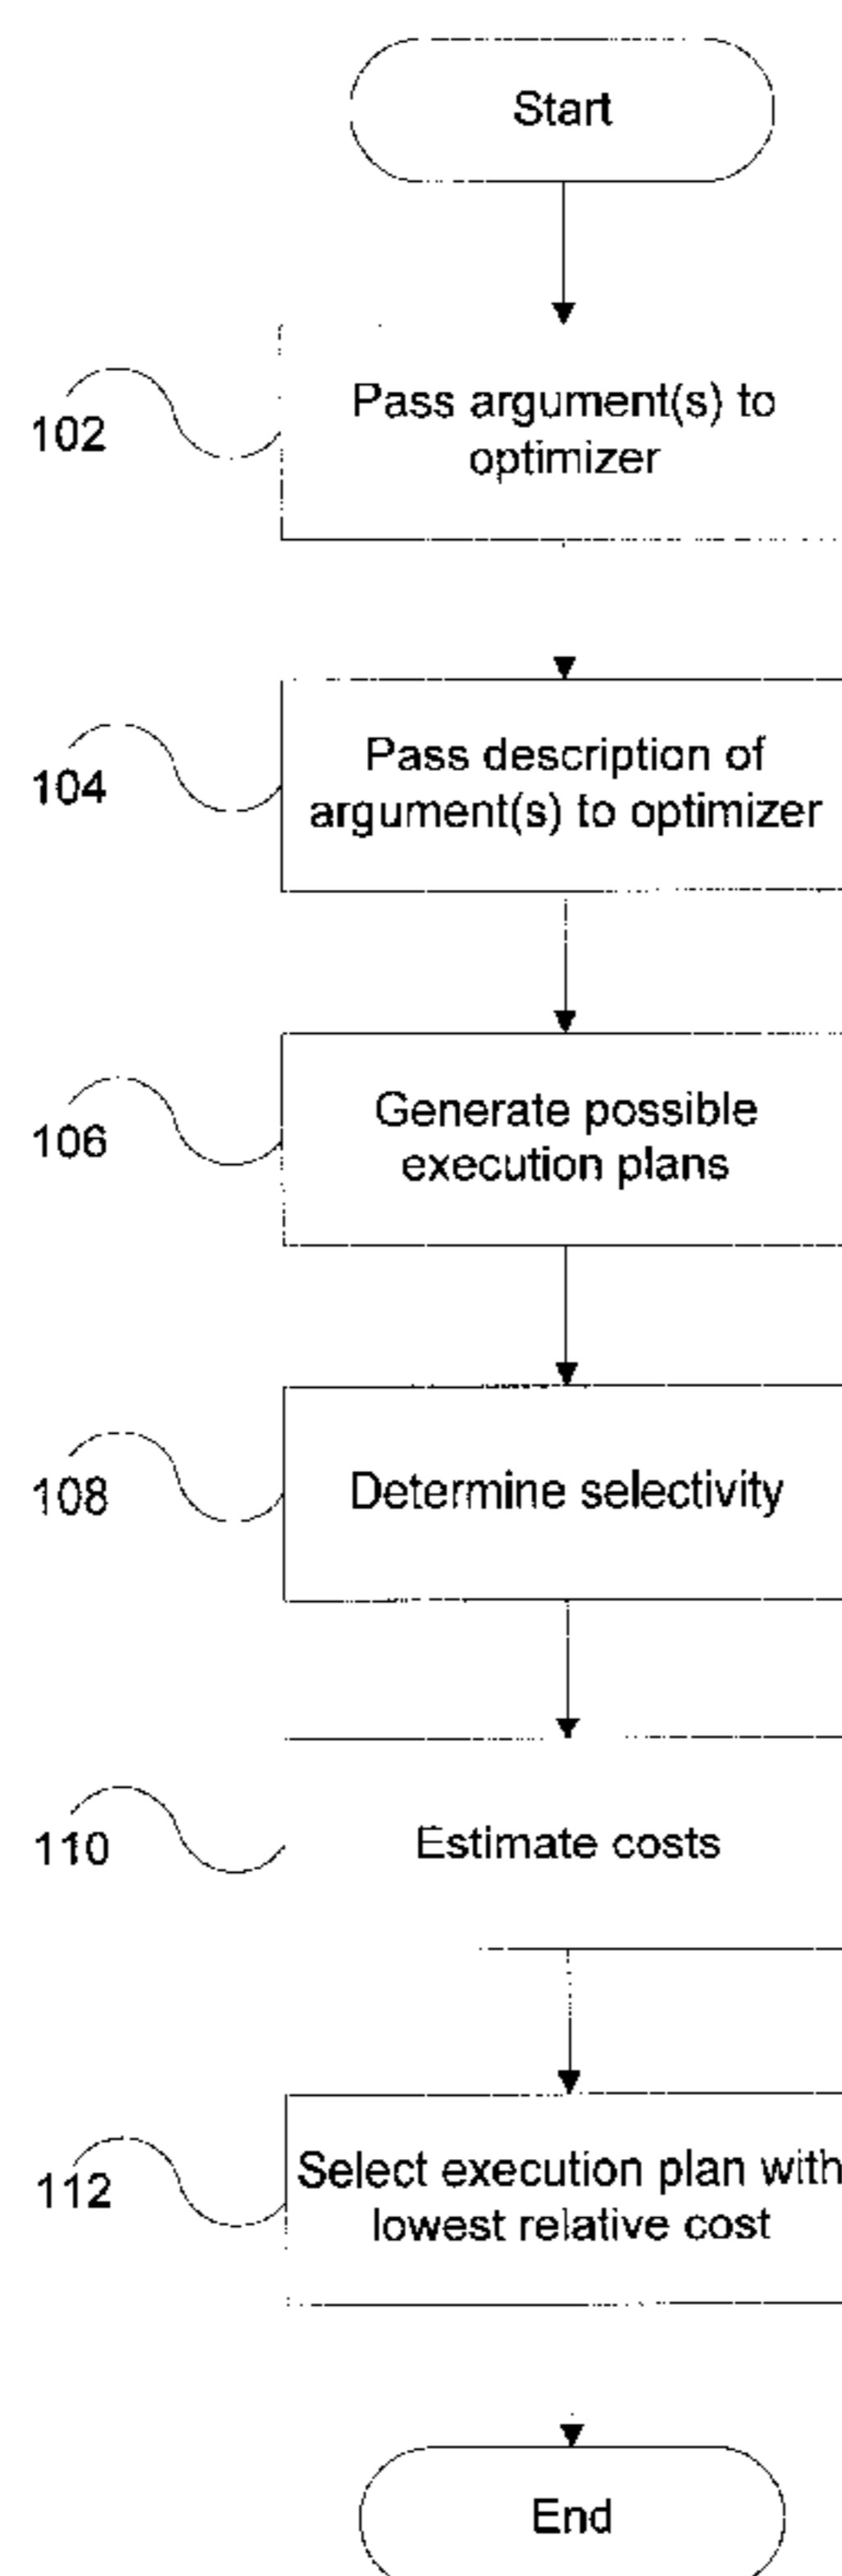 Start
102
Pass argument(s) to
optimizer
104
Pass description of
argument(s) to optimizer
106
Generate possible
execution plans
108
Determine selectivity
110
Estimate costs
112
Select execution plan with
lowest relative cost
End